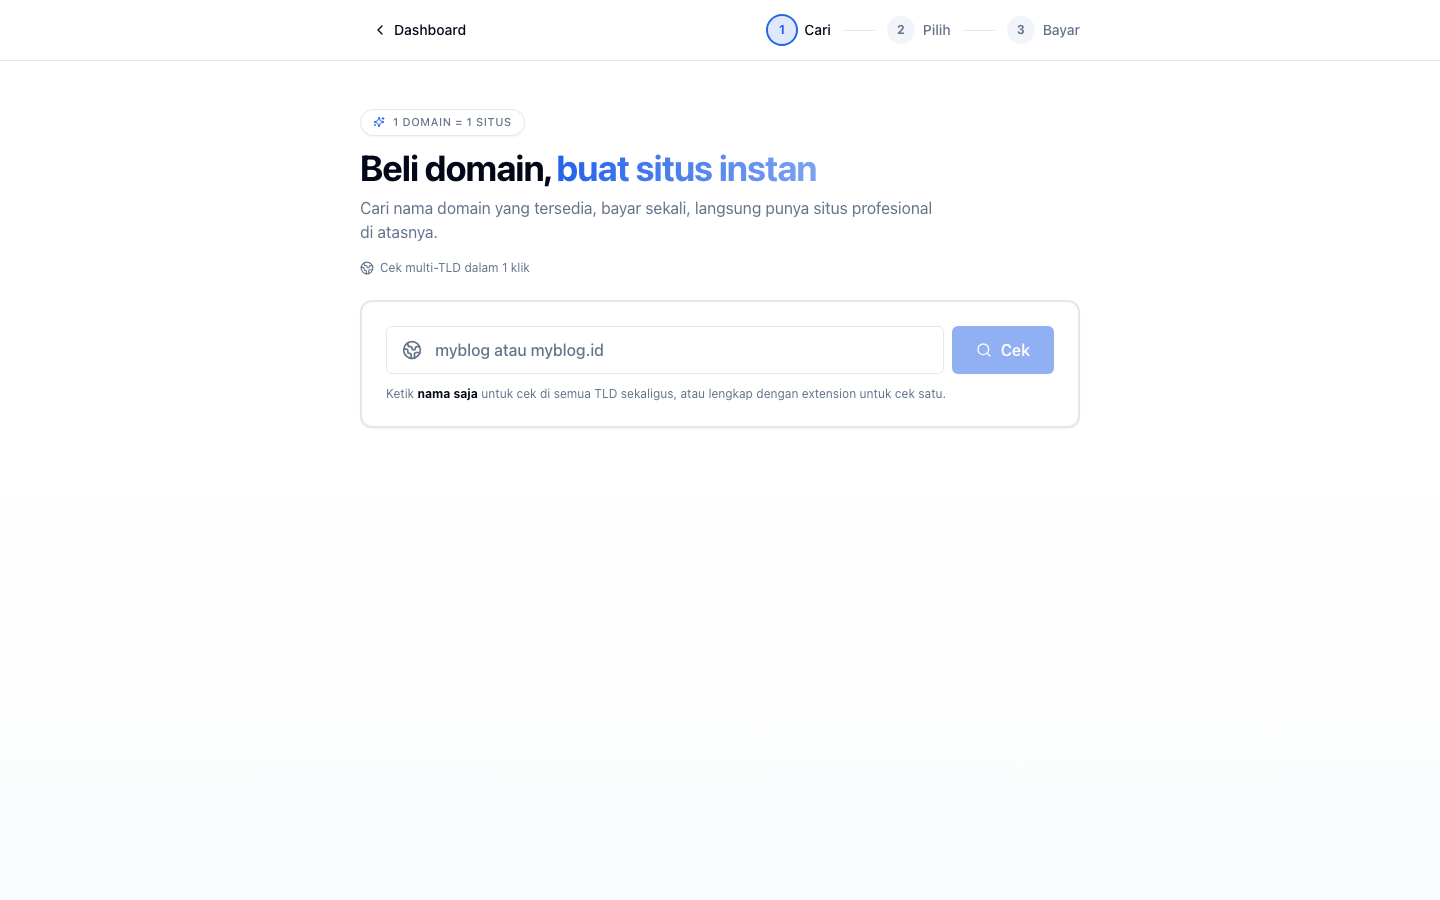 Dashboard
1 Cari
2 Pilih
3 Bayar
1 DOMAIN = 1 SITUS
Beli domain, buat situs instan
Cari nama domain yang tersedia, bayar sekali, langsung punya situs profesional
di atasnya.
Cek multi-TLD dalam 1 klik
myblog atau myblog.id
Cek
Ketik nama saja untuk cek di semua TLD sekaligus, atau lengkap dengan extension untuk cek satu.